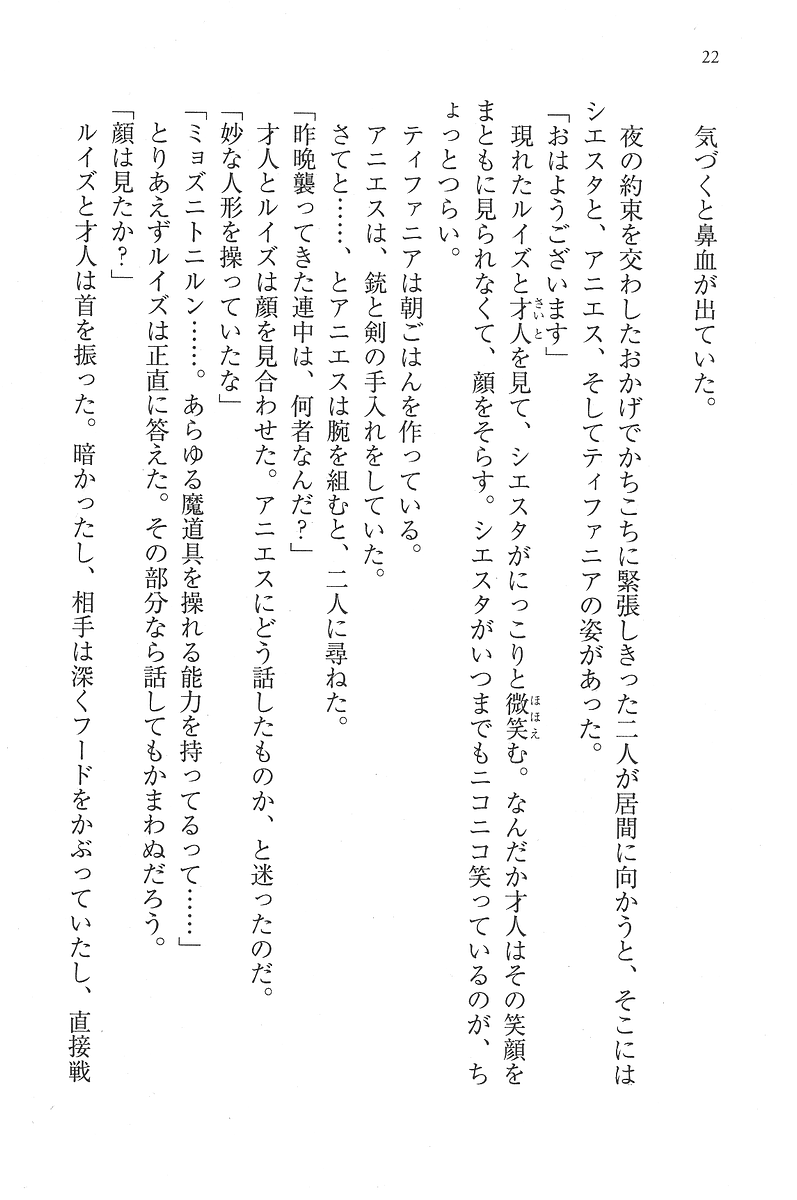 22
気づくと鼻血が出ていた。
夜の約束を交わしたおかげでかちこちに緊張しきった二人が居間に向かうと、そこには
シエスタと、アニエス、そしてティファニアの姿があった。
「おはようございます」
現れたルイズと才人を見て、シエスタがにっこりと微笑む。なんだか才人はその笑顔を
まともに見られなくて、顔をそらす。シエスタがいつまでもニコニコ笑っているのが、ち
ょっとつらい。
ティファニアは朝ごはんを作っている。
アニエスは、銃と剣の手入れをしていた。
さてと……、とアニエスは腕を組むと、二人に尋ねた。
「昨晩襲ってきた連中は、何者なんだ？」
才人とルイズは顔を見合わせた。アニエスにどう話したものか、と迷ったのだ。
「妙な人形を操っていたな」
「ミョズニトニルン……。あらゆる魔道具を操れる能力を持ってるって……」
とりあえずルイズは正直に答えた。その部分なら話してもかまわぬだろう。
「顔は見たか？」
ルイズと才人は首を振った。暗かったし、相手は深くフードをかぶっていたし、直接戦